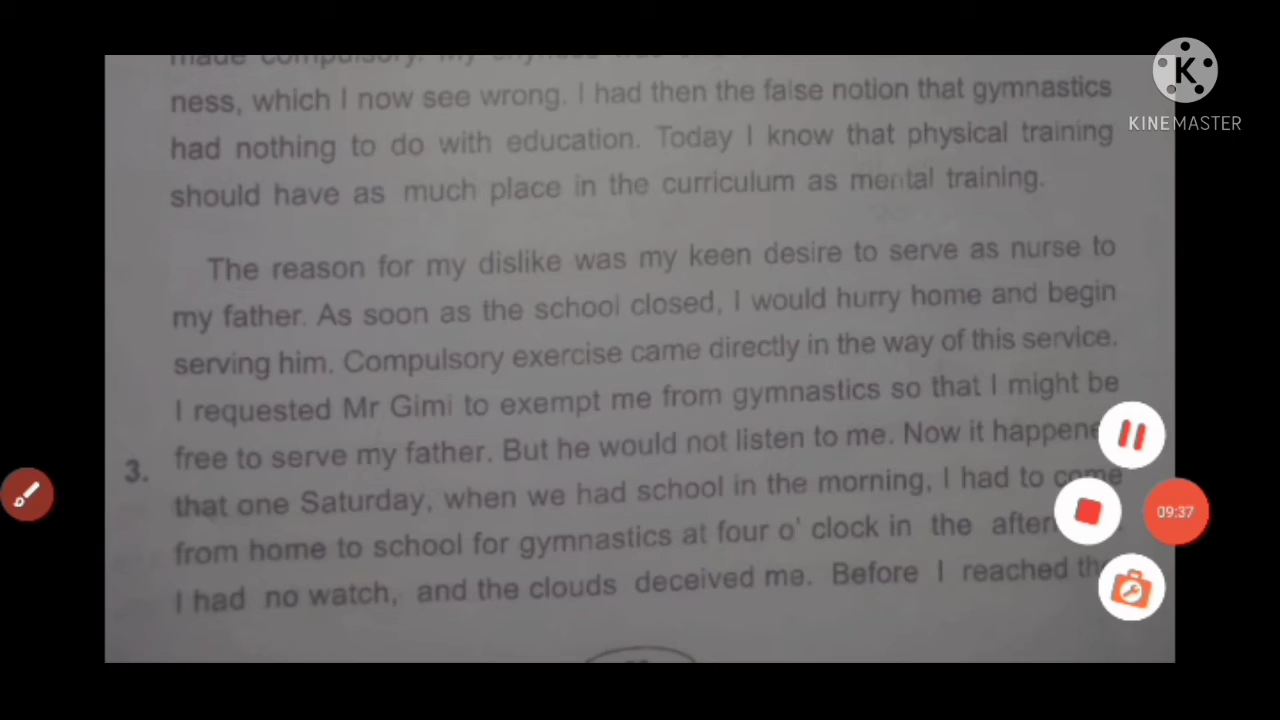 made compulsory. My
ness, which I now see wrong. I had then the false notion that gymnastics
had nothing to do with education. Today I know that physical training
should have as much place in the curriculum as mental training.
The reason for my dislike was my keen desire to serve as nurse to
my father. As soon as the school closed, I would hurry home and begin
serving him. Compulsory exercise came directly in the way of this service.
I requested Mr Gimi to exempt me from gymnastics so that I might be
free to serve my father. But he would not listen to me. Now it happene
3.
that one Saturday, when we had school in the morning, I had to come
from home to school for gymnastics at four o' clock in the after
I had no watch, and the clouds deceived me. Before I reached th
K
KINEMASTER
09:37